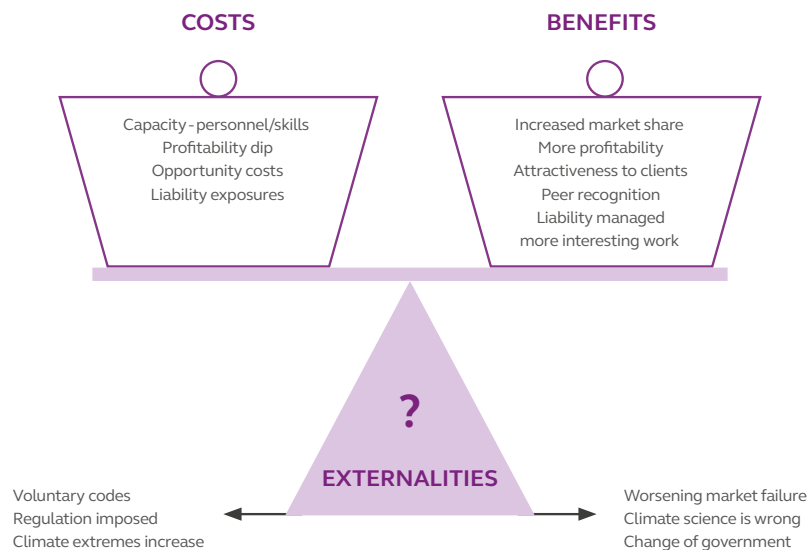 COSTS
Capacity - personnel/skills
Profitability dip
Opportunity costs
Liability exposures
BENEFITS
Increased market share
More profitability
Attractiveness to clients
Peer recognition
Liability managed
more interesting work
?
EXTERNALITIES
Voluntary codes
Regulation imposed
Climate extremes increase
Worsening market failure
Climate science is wrong
Change of government